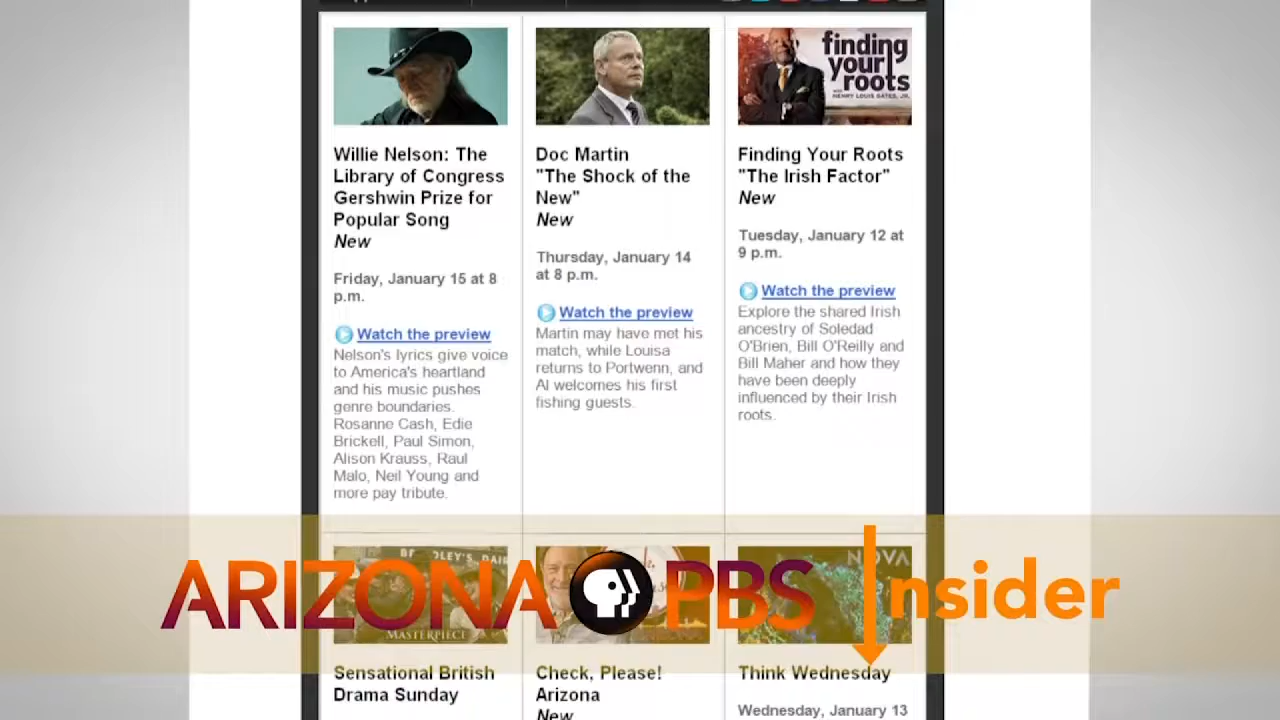 finding
your
roots
HENRY LOUIS GATES, JR.
Willie Nelson: The
Library of Congress
Gershwin Prize for
Popular Song
New
Friday, January 15 at 8
p.m.
Watch the preview
Nelson's lyrics give voice
to America's heartland
and his music pushes
genre boundaries.
Rosanne Cash, Edie
Brickell, Paul Simon,
Alison Krauss, Raul
Malo, Neil Young and
more pay tribute.
Doc Martin
"The Shock of the
New"
New
Thursday, January 14
at 8 p.m.
Watch the preview
Martin may have met his
match, while Louisa
returns to Portwenn, and
Al welcomes his first
fishing guests.
Finding Your Roots
"The Irish Factor"
New
Tuesday, January 12 at
9 p.m.
Watch the preview
Explore the shared Irish
ancestry of Soledad
O'Brien, Bill O'Reilly and
Bill Maher and how they
have been deeply
influenced by their Irish
roots.
NOVA
ARIZONA PBS Insider
MASTERPIECE
Sensational British
Drama Sunday
Check, Please!
Arizona
New
Think Wednesday
Wednesday, January 13